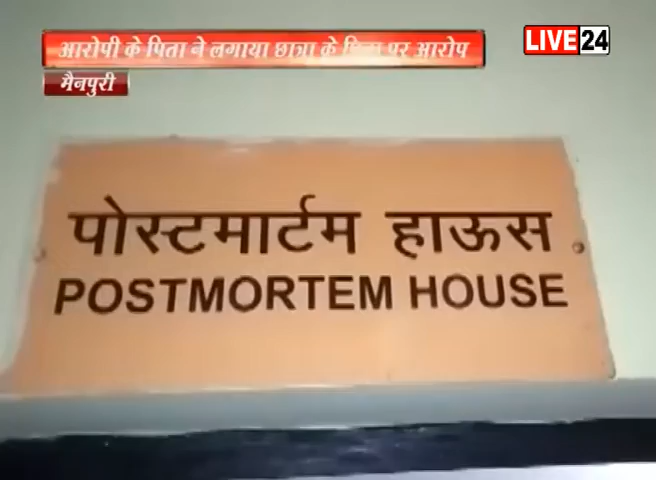 आरोपी के पिता ने लगाया छात्रा के पिता पर आरोप
LIVE24
मैनपुरी
पोस्टमार्टम हाऊस
POSTMORTEM HOUSE